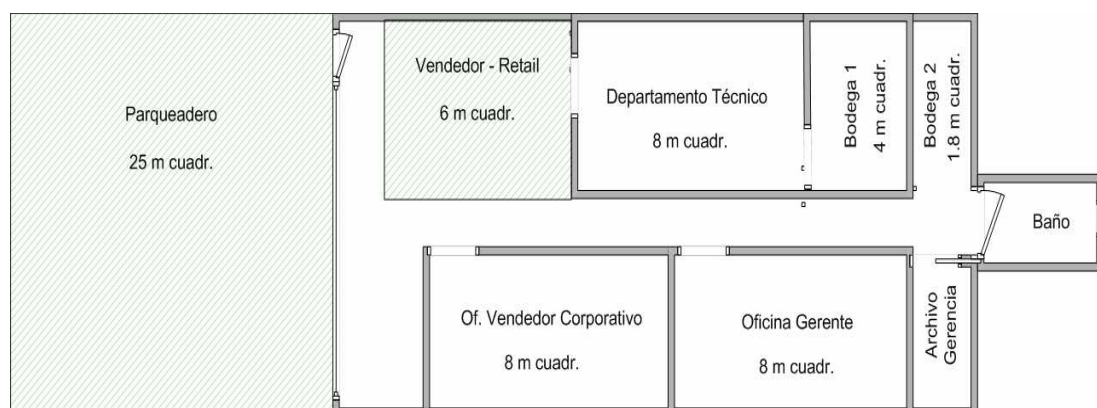 Parqueadero
25 m cuadr.
Vendedor - Retail
6 m cuadr.
Departamento Técnico
8 m cuadr.
Bodega 1
4 m cuadr.
Bodega 2
1.8 m cuadr.
Baño
Of. Vendedor Corporativo
8 m cuadr.
Oficina Gerente
8 m cuadr.
Archivo
Gerencia